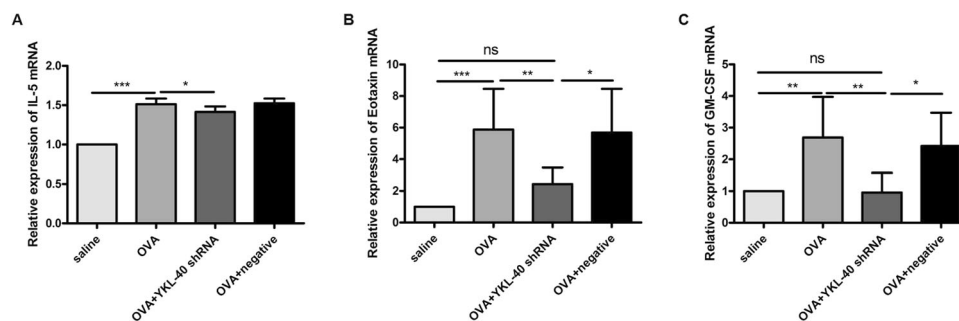 A
Relative expression of IL-5 mRNA
2.0
1.5
1.0
0.5
0.0
***
*
saline
OVA
OVA+YKL-40 shRNA
OVA+negative
B
Relative expression of Eotaxin mRNA
10
8
6
4
2
0
ns
***
**
*
saline
OVA
OVA+YKL-40 shRNA
OVA+negative
C
Relative expression of GM-CSF mRNA
5
4
3
2
1
0
ns
**
**
*
saline
OVA
OVA+YKL-40 shRNA
OVA+negative